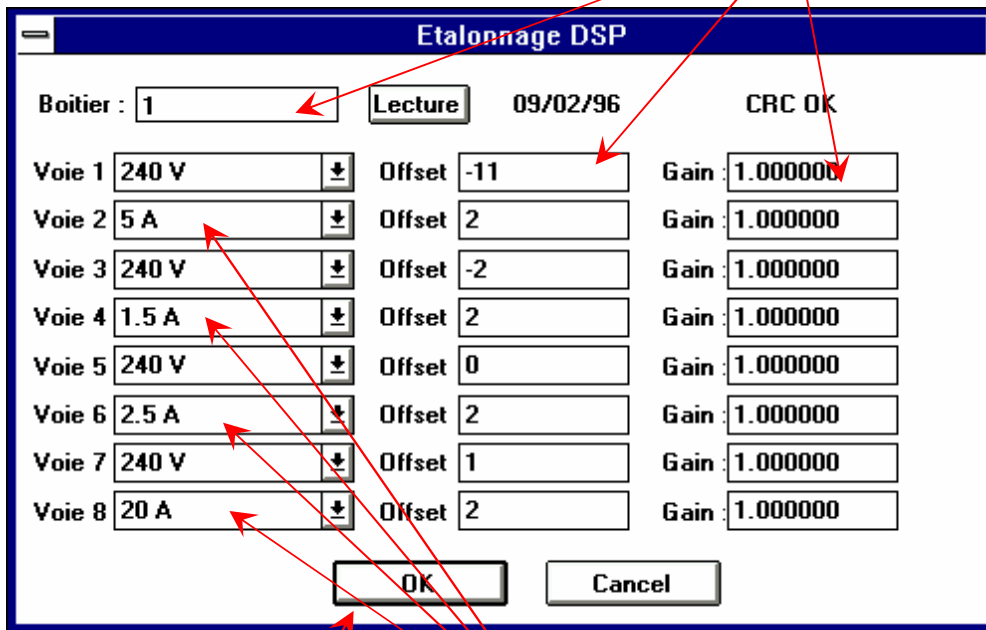 Etalonnage DSP
Boitier : 1 Lecture 09/02/96 CRC OK
Voie 1 240 V Offset -11 Gain : 1.000000
Voie 2 5 A Offset 2 Gain : 1.000000
Voie 3 240 V Offset -2 Gain : 1.000000
Voie 4 1.5 A Offset 2 Gain : 1.000000
Voie 5 240 V Offset 0 Gain : 1.000000
Voie 6 2.5 A Offset 2 Gain : 1.000000
Voie 7 240 V Offset 1 Gain : 1.000000
Voie 8 20 A Offset 2 Gain : 1.000000
OK Cancel